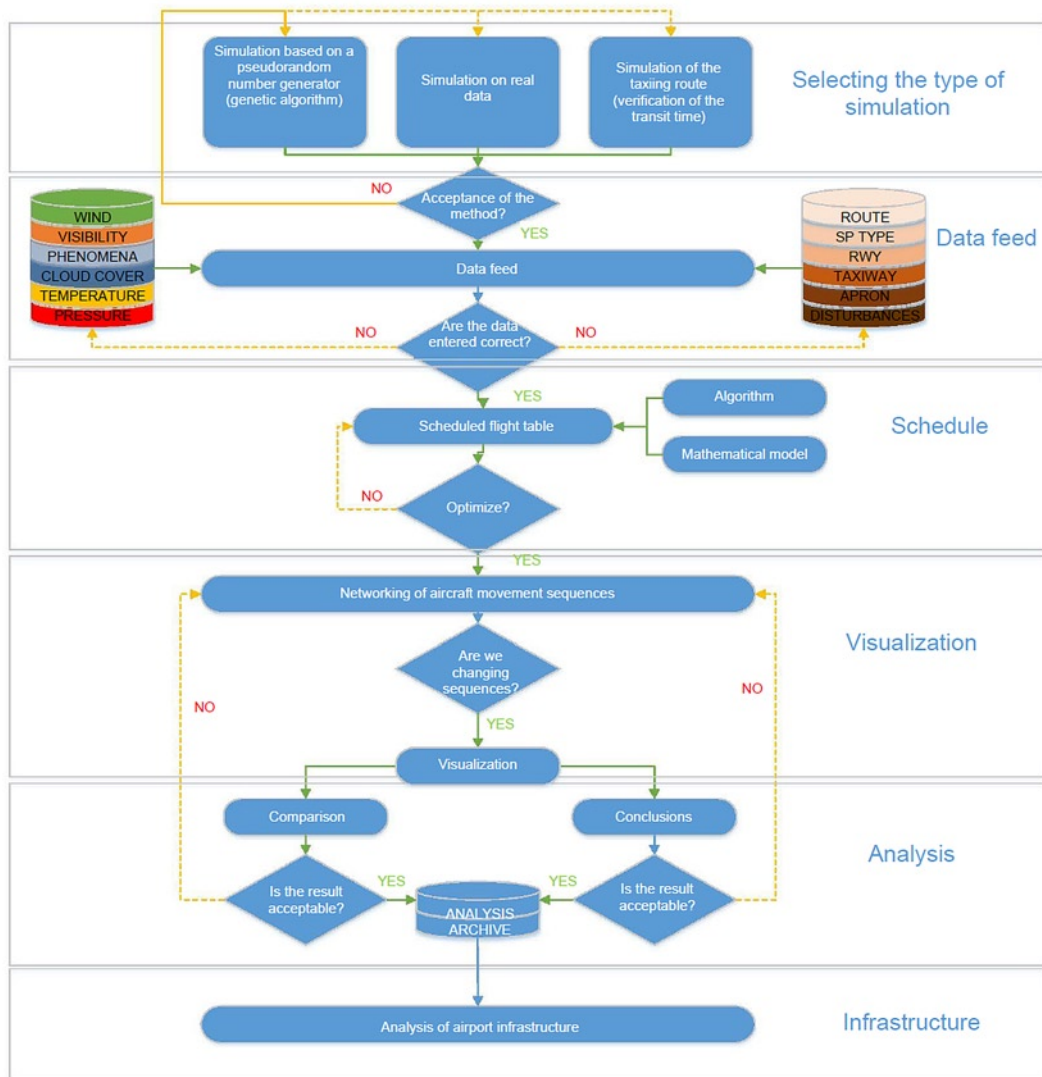 Simulation based on a
pseudorandom
number generator
(genetic algorithm)
Simulation on real
data
Simulation of the
taxiing route
(verification of the
transit time)
Selecting the type of
simulation
NO
Acceptance of the
method?
YES
WIND
VISIBILITY
PHENOMENA
CLOUD COVER
TEMPERATURE
PRESSURE
Data feed
ROUTE
SP TYPE
RWY
TAXIWAY
APRON
DISTURBANCES
Data feed
NO
Are the data
entered correct?
NO
YES
Scheduled flight table
Algorithm
Mathematical model
Schedule
NO
Optimize?
YES
Networking of aircraft movement sequences
Are we
changing
sequences?
Visualization
NO
NO
YES
Visualization
Comparison
Conclusions
Analysis
Is the result
acceptable?
YES
ANALYSIS
ARCHIVE
YES
Is the result
acceptable?
Analysis of airport infrastructure
Infrastructure